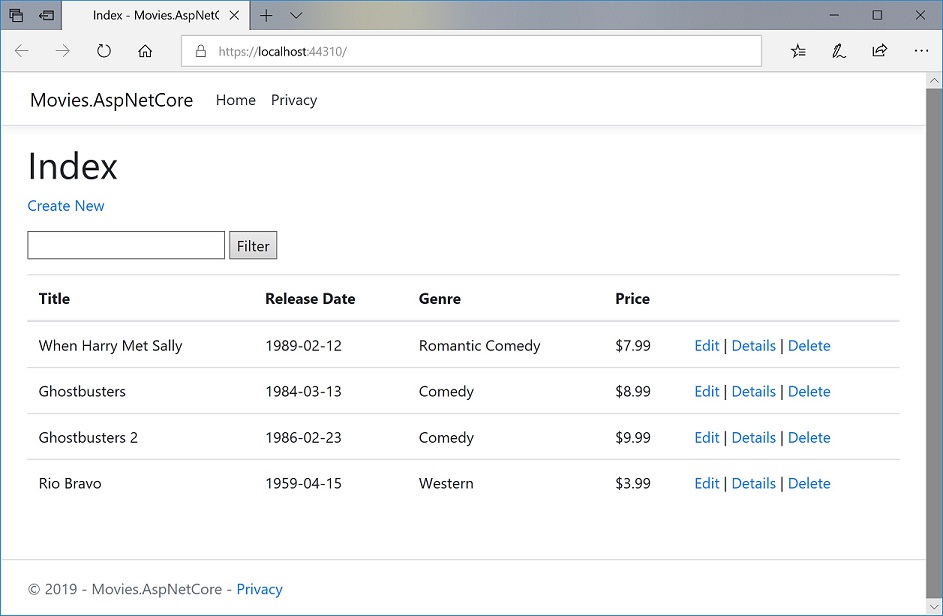 Index - Movies.AspNetC
https://localhost:44310/
Movies.AspNetCore Home Privacy
Index
Create New
Filter
Title Release Date Genre Price
When Harry Met Sally 1989-02-12 Romantic Comedy $7.99 Edit | Details | Delete
Ghostbusters 1984-03-13 Comedy $8.99 Edit | Details | Delete
Ghostbusters 2 1986-02-23 Comedy $9.99 Edit | Details | Delete
Rio Bravo 1959-04-15 Western $3.99 Edit | Details | Delete
© 2019 - Movies.AspNetCore - Privacy